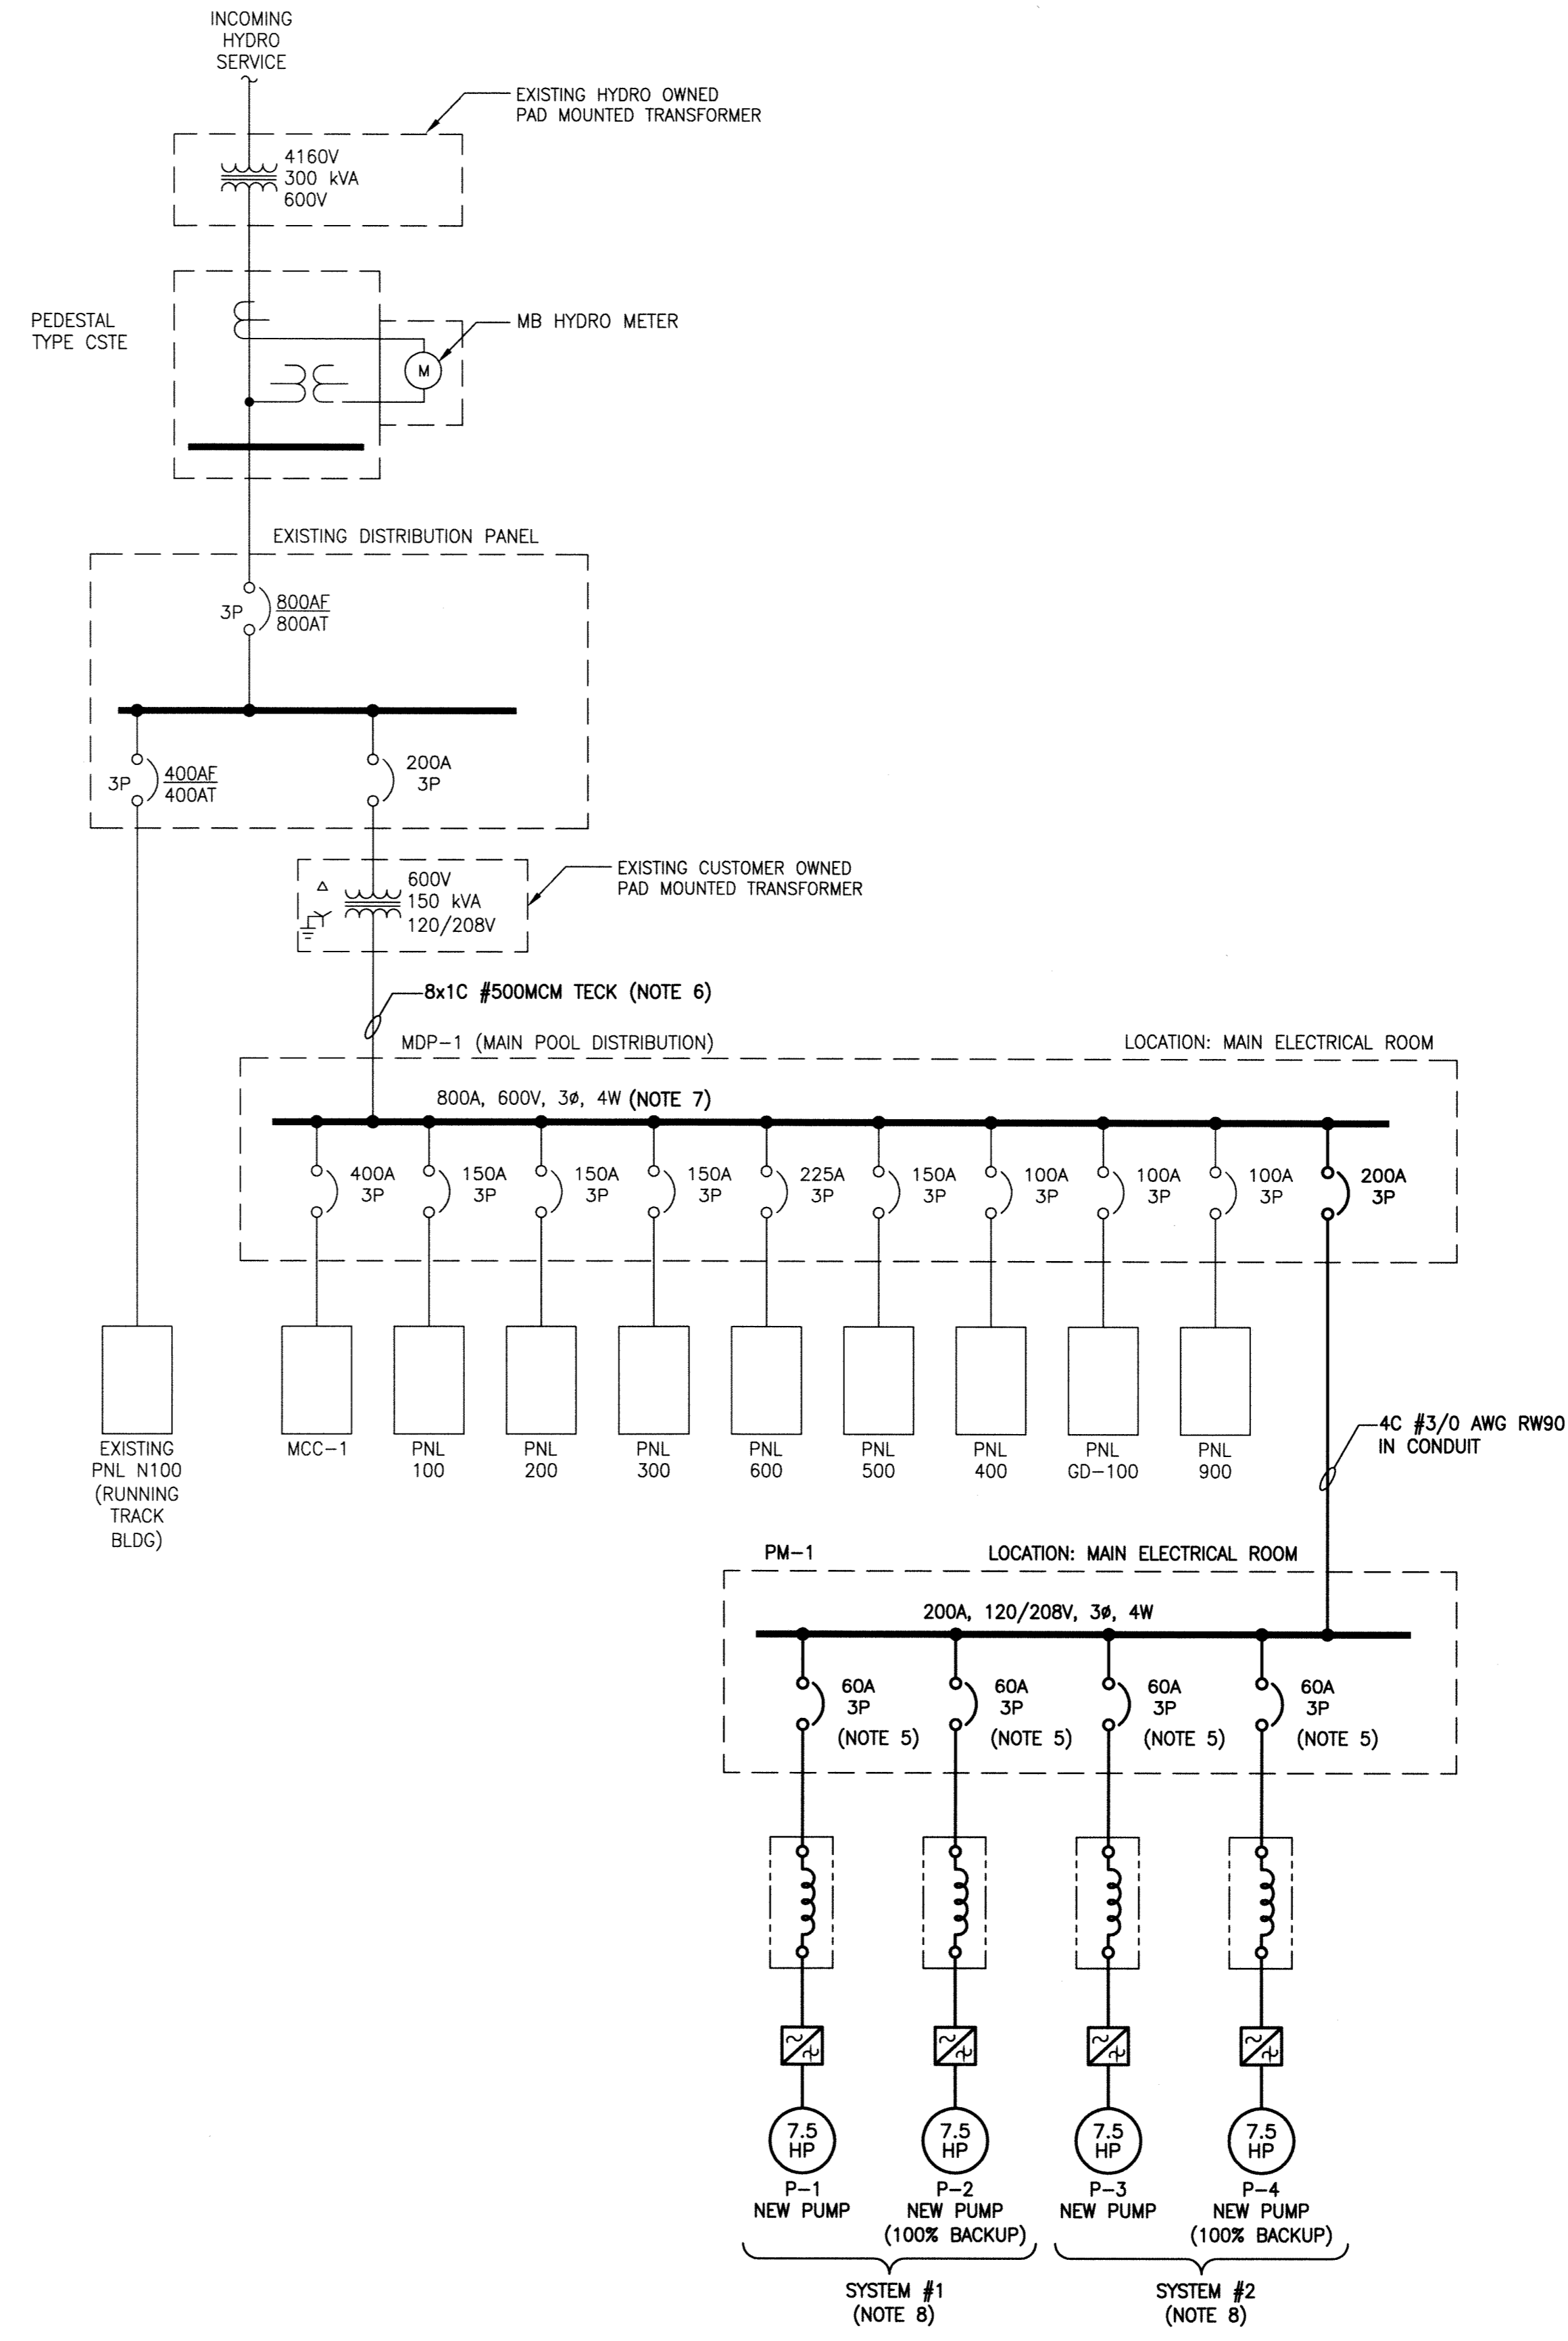 INCOMING
HYDRO
SERVICE
EXISTING HYDRO OWNED
PAD MOUNTED TRANSFORMER
4160V
300 kVA
600V
PEDESTAL
TYPE CSTE
MB HYDRO METER
M
EXISTING DISTRIBUTION PANEL
3P
800AF
800AT
3P
400AF
400AT
200A
3P
EXISTING CUSTOMER OWNED
PAD MOUNTED TRANSFORMER
600V
150 kVA
120/208V
8x1C #500MCM TECK (NOTE 6)
MDP-1 (MAIN POOL DISTRIBUTION)
LOCATION: MAIN ELECTRICAL ROOM
800A, 600V, 3ø, 4W (NOTE 7)
400A
3P
150A
3P
150A
3P
150A
3P
225A
3P
150A
3P
100A
3P
100A
3P
100A
3P
200A
3P
EXISTING
PNL N100
(RUNNING
TRACK
BLDG)
MCC-1
PNL
100
PNL
200
PNL
300
PNL
600
PNL
500
PNL
400
PNL
GD-100
PNL
900
4C #3/0 AWG RW90
IN CONDUIT
PM-1
LOCATION: MAIN ELECTRICAL ROOM
200A, 120/208V, 3ø, 4W
60A
3P
(NOTE 5)
60A
3P
(NOTE 5)
60A
3P
(NOTE 5)
60A
3P
(NOTE 5)
7.5
HP
7.5
HP
7.5
HP
7.5
HP
P-1
NEW PUMP
P-2
NEW PUMP
(100% BACKUP)
P-3
NEW PUMP
P-4
NEW PUMP
(100% BACKUP)
SYSTEM #1
(NOTE 8)
SYSTEM #2
(NOTE 8)